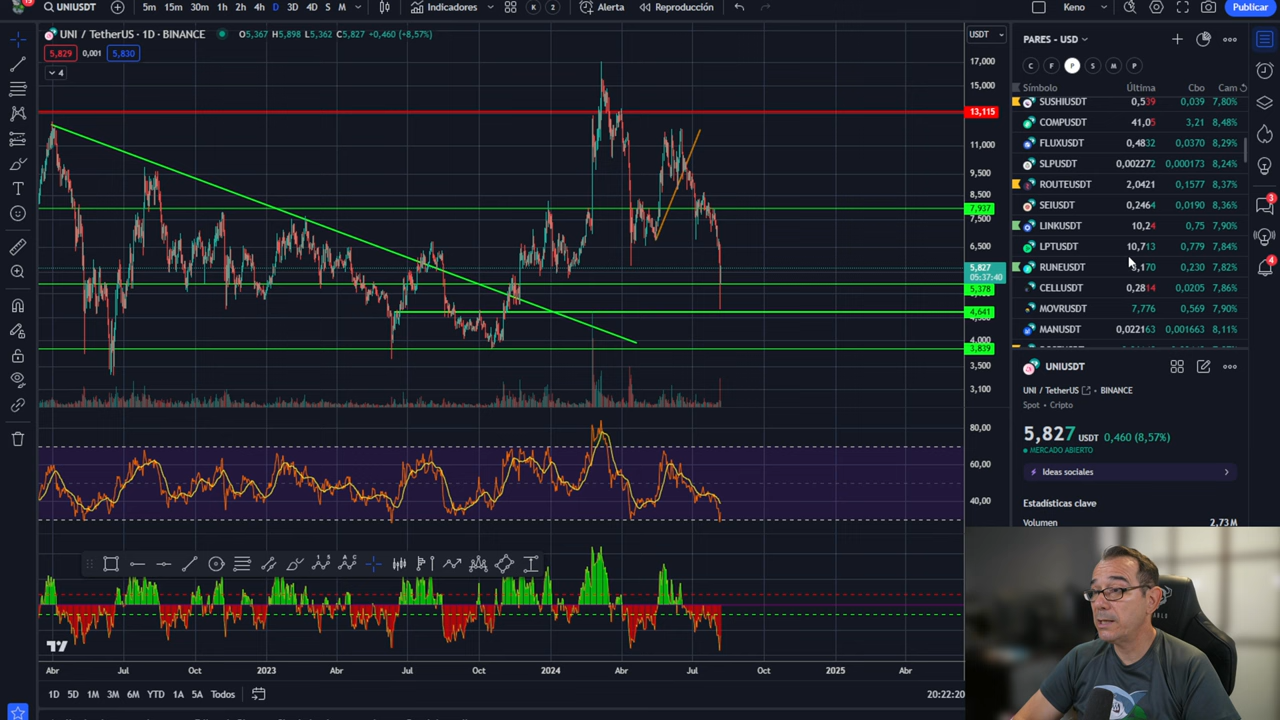 UNIUSDT 5m 15m 30m 1h 2h 4h D 3D 4D S M Indicadores Alerta Reproducción Keno Publicar
UNI / TetherUS · 1D · BINANCE O5,367 H5,898 L5,362 C5,827 +0,460 (+8,57%)
5,829 0,001 5,830
4
USDT
17,000
15,000
13,115
11,000
9,500
8,500
7,937
7,500
6,500
5,827
05:37:40
5,378
4,641
4,000
3,839
3,500
3,100
80,00
60,00
40,00
Abr Jul Oct 2023 Abr Jul Oct 2024 Abr Jul Oct 2025 Abr
1D 5D 1M 3M 6M YTD 1A 5A Todos
20:22:20
PARES - USD
C F P S M P
Símbolo Última Cbo Cam
SUSHIUSDT 0,539 0,039 7,80%
COMPUSDT 41,05 3,21 8,48%
FLUXUSDT 0,4832 0,0370 8,29%
SLPUSDT 0,002272 0,000173 8,24%
ROUTEUSDT 2,0421 0,1577 8,37%
SEIUSDT 0,2464 0,0190 8,36%
LINKUSDT 10,24 0,75 7,90%
LPTUSDT 10,713 0,779 7,84%
RUNEUSDT 3,170 0,230 7,82%
CELLUSDT 0,2814 0,0205 7,86%
MOVRUSDT 7,776 0,569 7,90%
MANUSDT 0,022163 0,001663 8,11%
UNIUSDT
UNI / TetherUS BINANCE
Spot • Cripto
5,827 USDT 0,460 (8,57%)
MERCADO ABIERTO
Ideas sociales
Estadísticas clave
Volumen 2,73 M